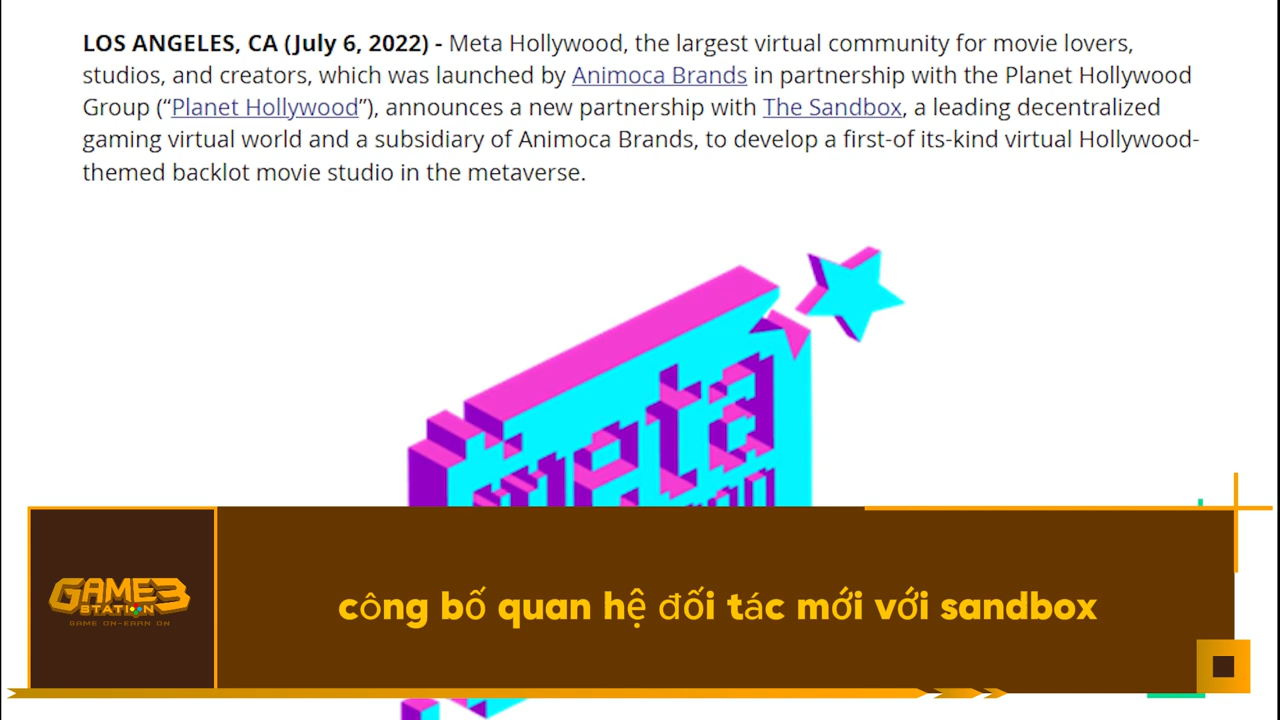 LOS ANGELES, CA (July 6, 2022) - Meta Hollywood, the largest virtual community for movie lovers,
studios, and creators, which was launched by Animoca Brands in partnership with the Planet Hollywood
Group (“Planet Hollywood”), announces a new partnership with The Sandbox, a leading decentralized
gaming virtual world and a subsidiary of Animoca Brands, to develop a first-of its-kind virtual Hollywood-
themed backlot movie studio in the metaverse.
meta
GAME3
STATION
GAME ON-EARN ON
công bố quan hệ đối tác mới với sandbox